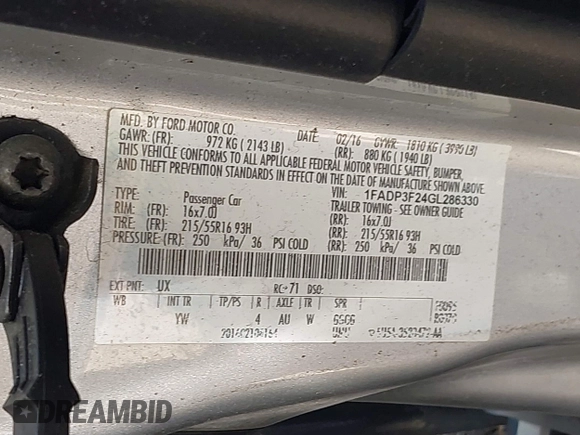 MFD. BY FORD MOTOR CO.
DATE: 02/16 GVWR: 1810 KG ( 3995 LB)
GAWR: (FR): 972 KG ( 2143 LB) (RR): 880 KG ( 1940 LB)
THIS VEHICLE CONFORMS TO ALL APPLICABLE FEDERAL MOTOR VEHICLE SAFETY, BUMPER,
AND THEFT PREVENTION STANDARDS IN EFFECT ON THE DATE OF MANUFACTURE SHOWN ABOVE.
VIN: 1FADP3F24GL286330
TYPE: Passenger Car TRAILER TOWING - SEE OWNER GUIDE
RIM: (FR): 16x7.0J (RR): 16x7.0J
TIRE: (FR): 215/55R16 93H (RR): 215/55R16 93H
PRESSURE: (FR): 250 kPa/ 36 PSI COLD (RR): 250 kPa/ 36 PSI COLD
EXT PNT: UX RC: 71 DSO:
WB INT TR TP/PS R AXLE TR SPR
YW 4 AU W GGGG
DREAMBID